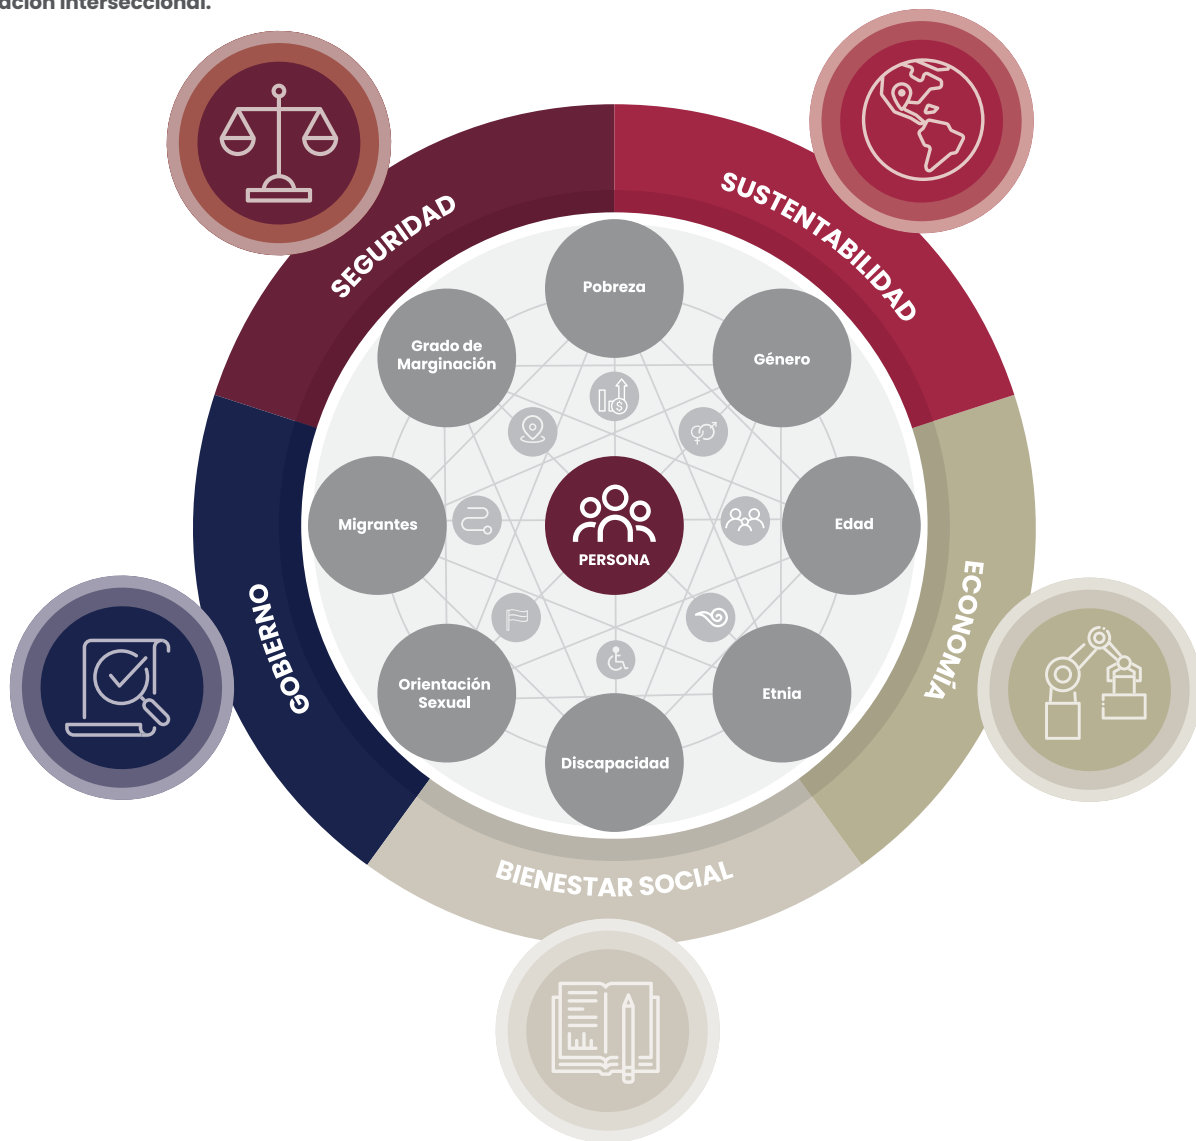 interseccional.
SEGURIDAD
SUSTENTABILIDAD
Pobreza
Grado de
Marginación
Género
Migrantes
PERSONA
Edad
GOBIERNO
ECONOMÍA
Orientación
Sexual
Etnia
Discapacidad
BIENESTAR SOCIAL